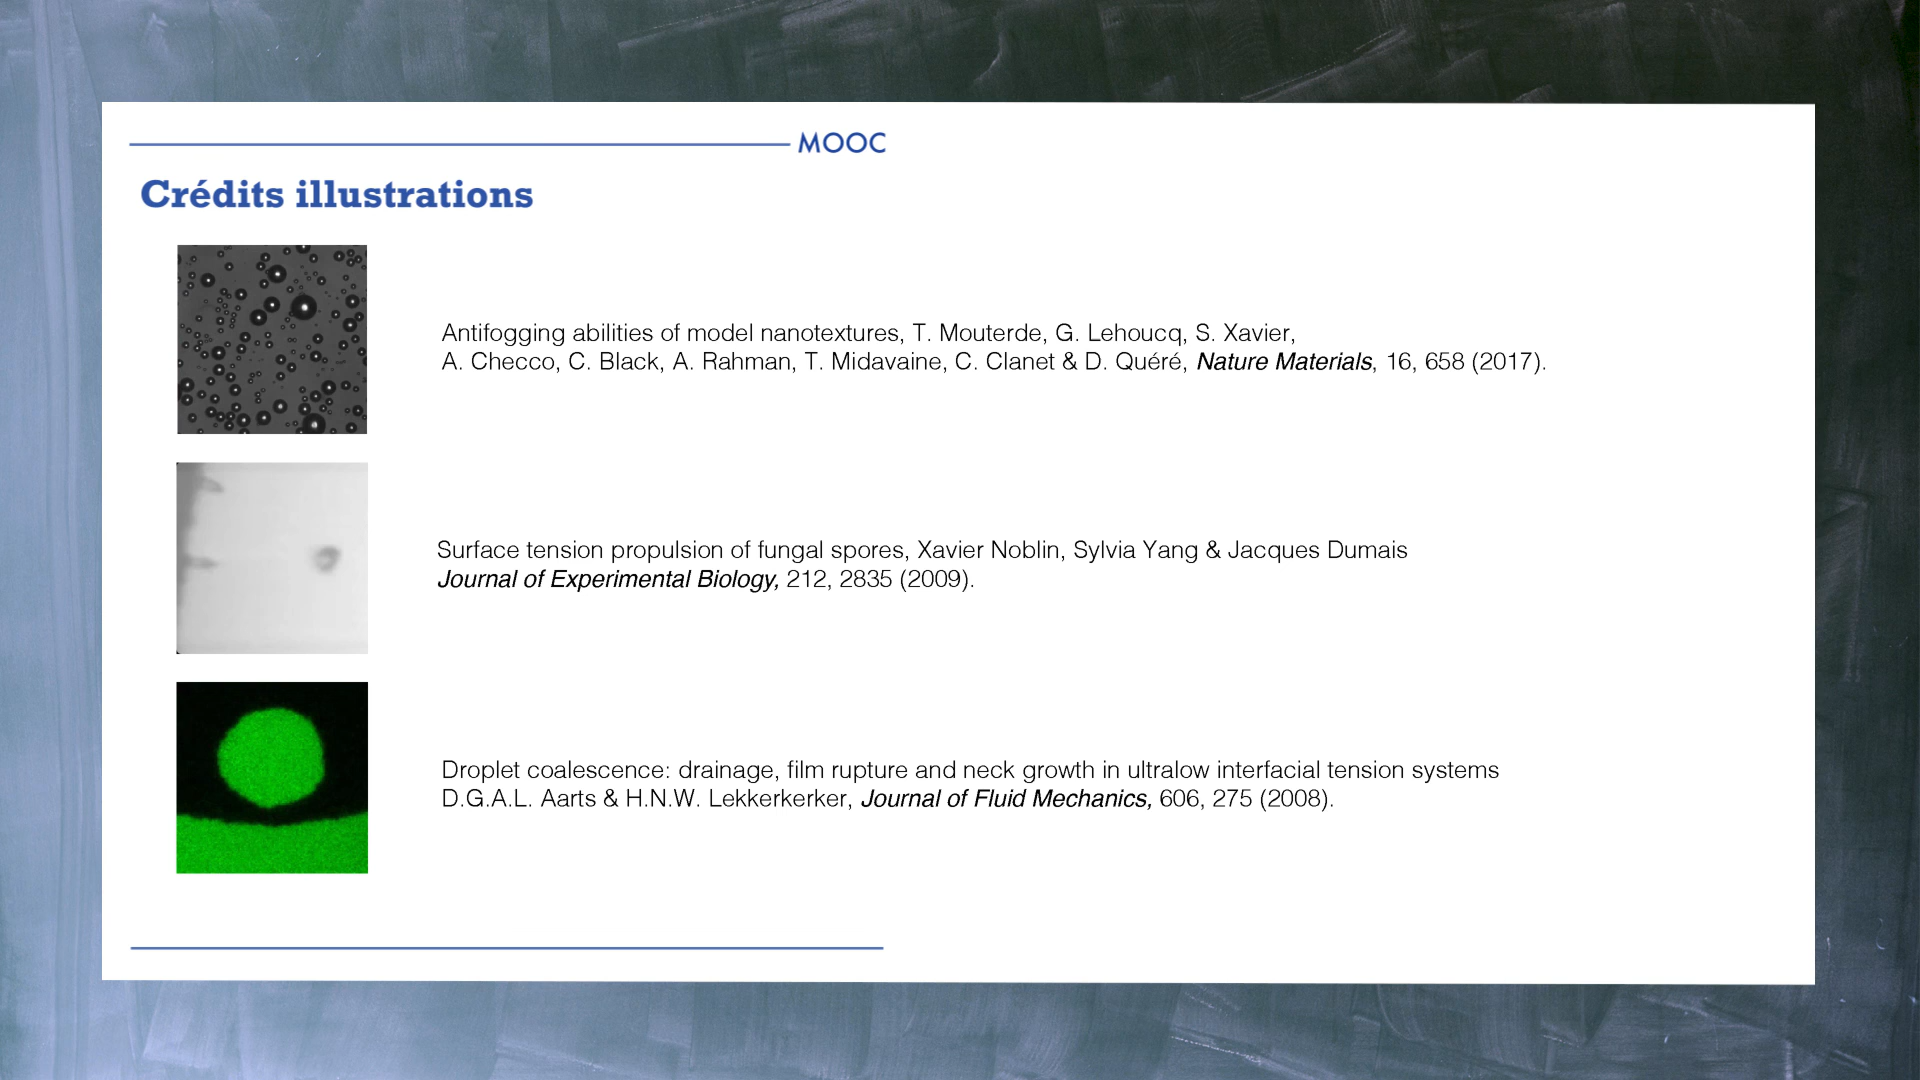 MOOC
Crédits illustrations
Antifogging abilities of model nanotextures, T. Mouterde, G. Lehoucq, S. Xavier,
A. Checco, C. Black, A. Rahman, T. Midavaine, C. Clanet & D. Quéré, Nature Materials, 16, 658 (2017).
Surface tension propulsion of fungal spores, Xavier Noblin, Sylvia Yang & Jacques Dumais
Journal of Experimental Biology, 212, 2835 (2009).
Droplet coalescence: drainage, film rupture and neck growth in ultralow interfacial tension systems
D.G.A.L. Aarts & H.N.W. Lekkerkerker, Journal of Fluid Mechanics, 606, 275 (2008).